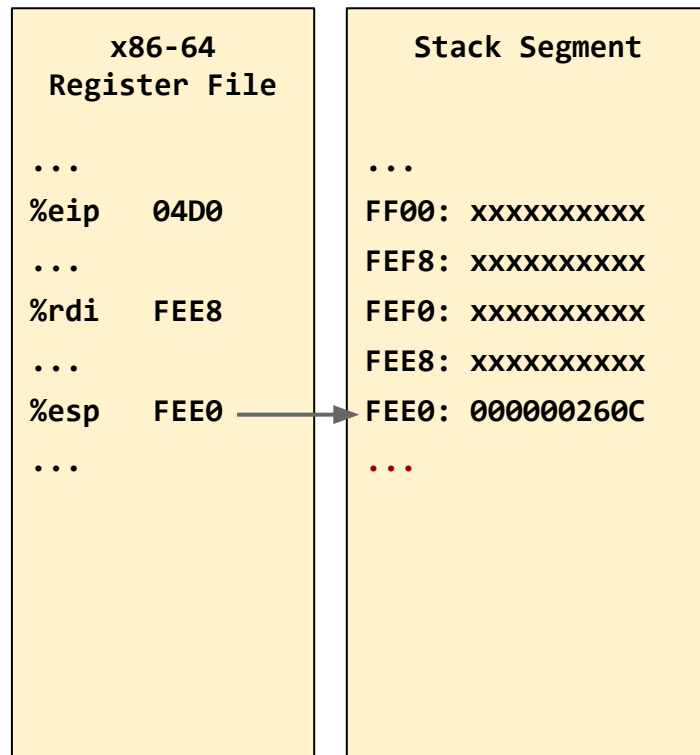 x86-64
Register File
...
%eip 04D0
...
%rdi FEE8
...
%esp FEE0
...
Stack Segment
...
FF00: xxxxxxxxxx
FEF8: xxxxxxxxxx
FEF0: xxxxxxxxxx
FEE8: xxxxxxxxxx
FEE0: 000000260C
...